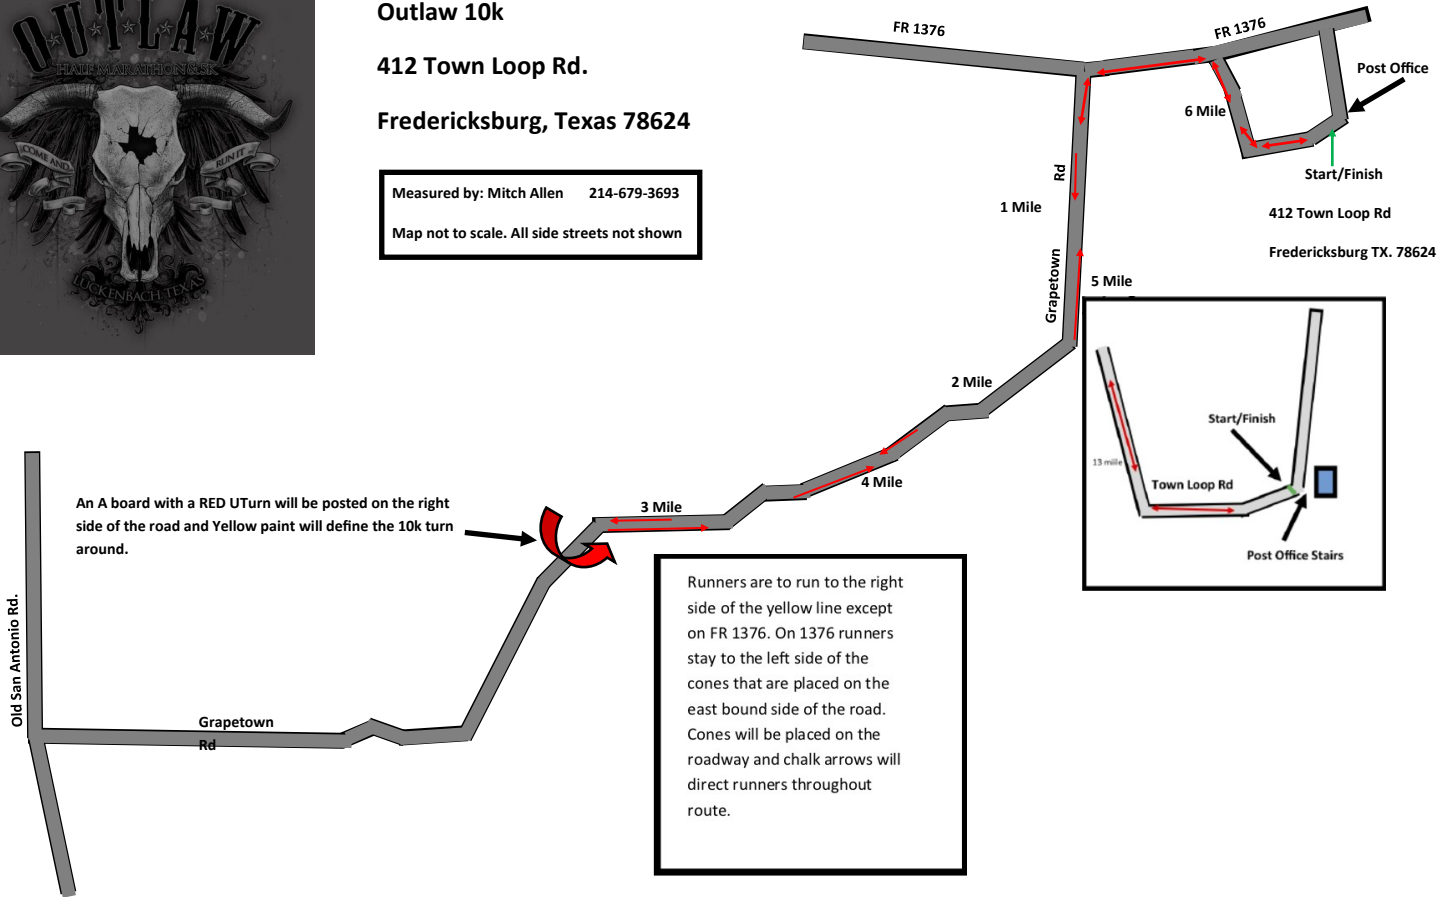 OUTLAW
HALF MARATHON & 5K
COME AND
RUN IT
LUCKENBACH TEXAS
Outlaw 10k
412 Town Loop Rd.
Fredericksburg, Texas 78624
Measured by: Mitch Allen 214-679-3693
Map not to scale. All side streets not shown
FR 1376
FR 1376
Post Office
6 Mile
Start/Finish
412 Town Loop Rd
Fredericksburg TX. 78624
Grapetown Rd
1 Mile
5 Mile
2 Mile
4 Mile
3 Mile
An A board with a RED UTurn will be posted on the right
side of the road and Yellow paint will define the 10k turn
around.
Start/Finish
13 mile
Town Loop Rd
Post Office Stairs
Runners are to run to the right
side of the yellow line except
on FR 1376. On 1376 runners
stay to the left side of the
cones that are placed on the
east bound side of the road.
Cones will be placed on the
roadway and chalk arrows will
direct runners throughout
route.
Old San Antonio Rd.
Grapetown
Rd